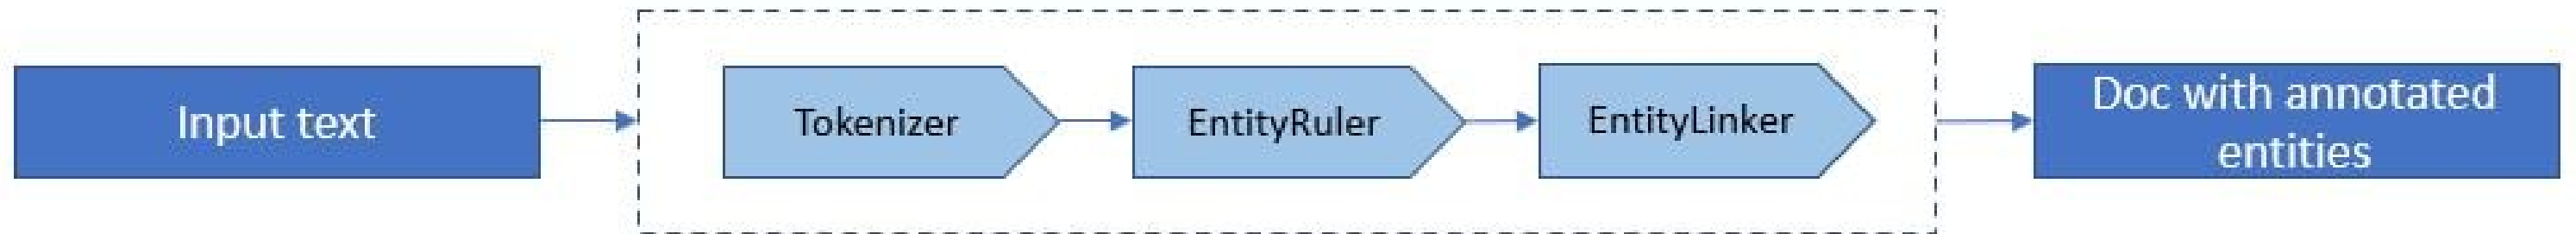 Input text
Tokenizer
EntityRuler
EntityLinker
Doc with annotated
entities